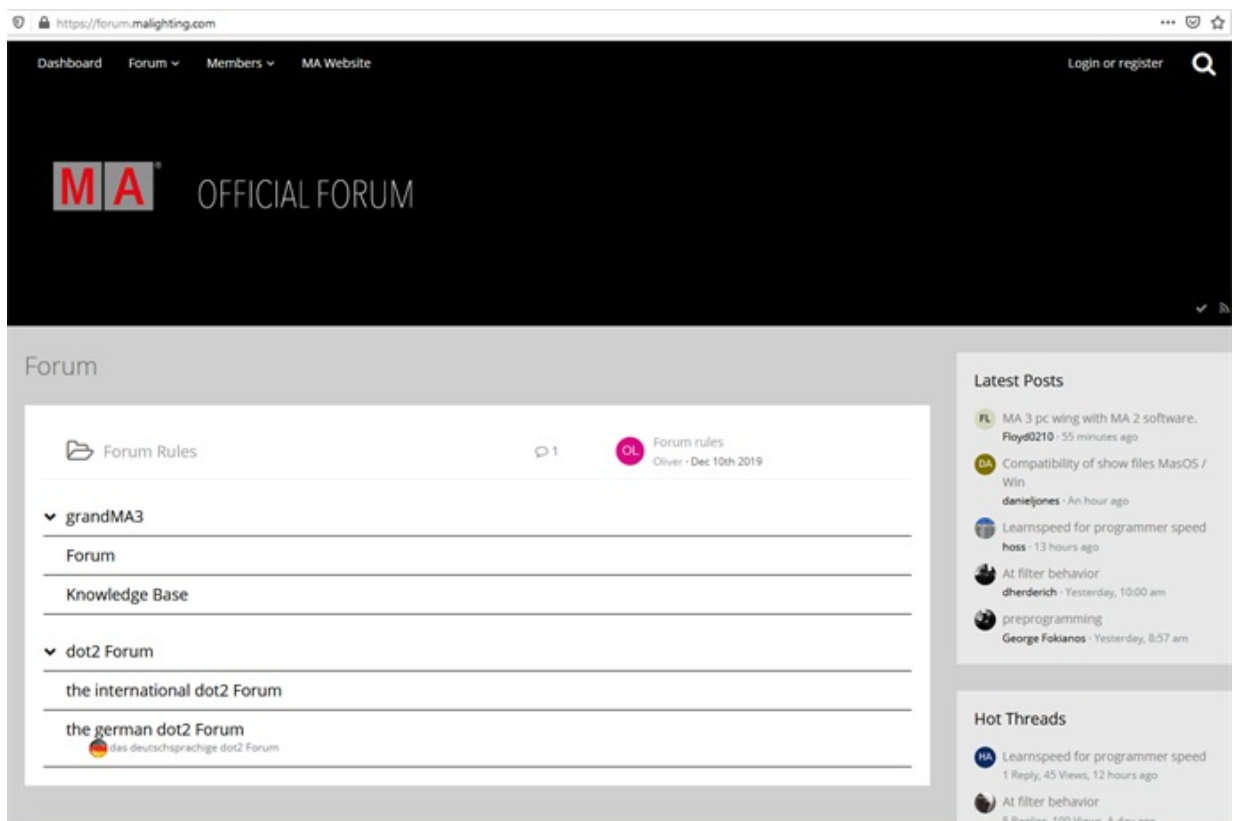 https://forum.malighting.com
Dashboard Forum Members MA Website Login or register
MA® OFFICIAL FORUM
Forum
Forum Rules 1 OL Forum rules
Oliver · Dec 10th 2019
grandMA3
Forum
Knowledge Base
dot2 Forum
the international dot2 Forum
the german dot2 Forum
das deutschsprachige dot2 Forum
Latest Posts
FL MA 3 pc wing with MA 2 software.
Floyd0210 · 55 minutes ago
DA Compatibility of show files MasOS /
Win
danieljones · An hour ago
Learnspeed for programmer speed
hoss · 13 hours ago
At filter behavior
dherderich · Yesterday, 10:00 am
preprogramming
George Fokianos · Yesterday, 8:57 am
Hot Threads
HA Learnspeed for programmer speed
1 Reply, 45 Views, 12 hours ago
At filter behavior